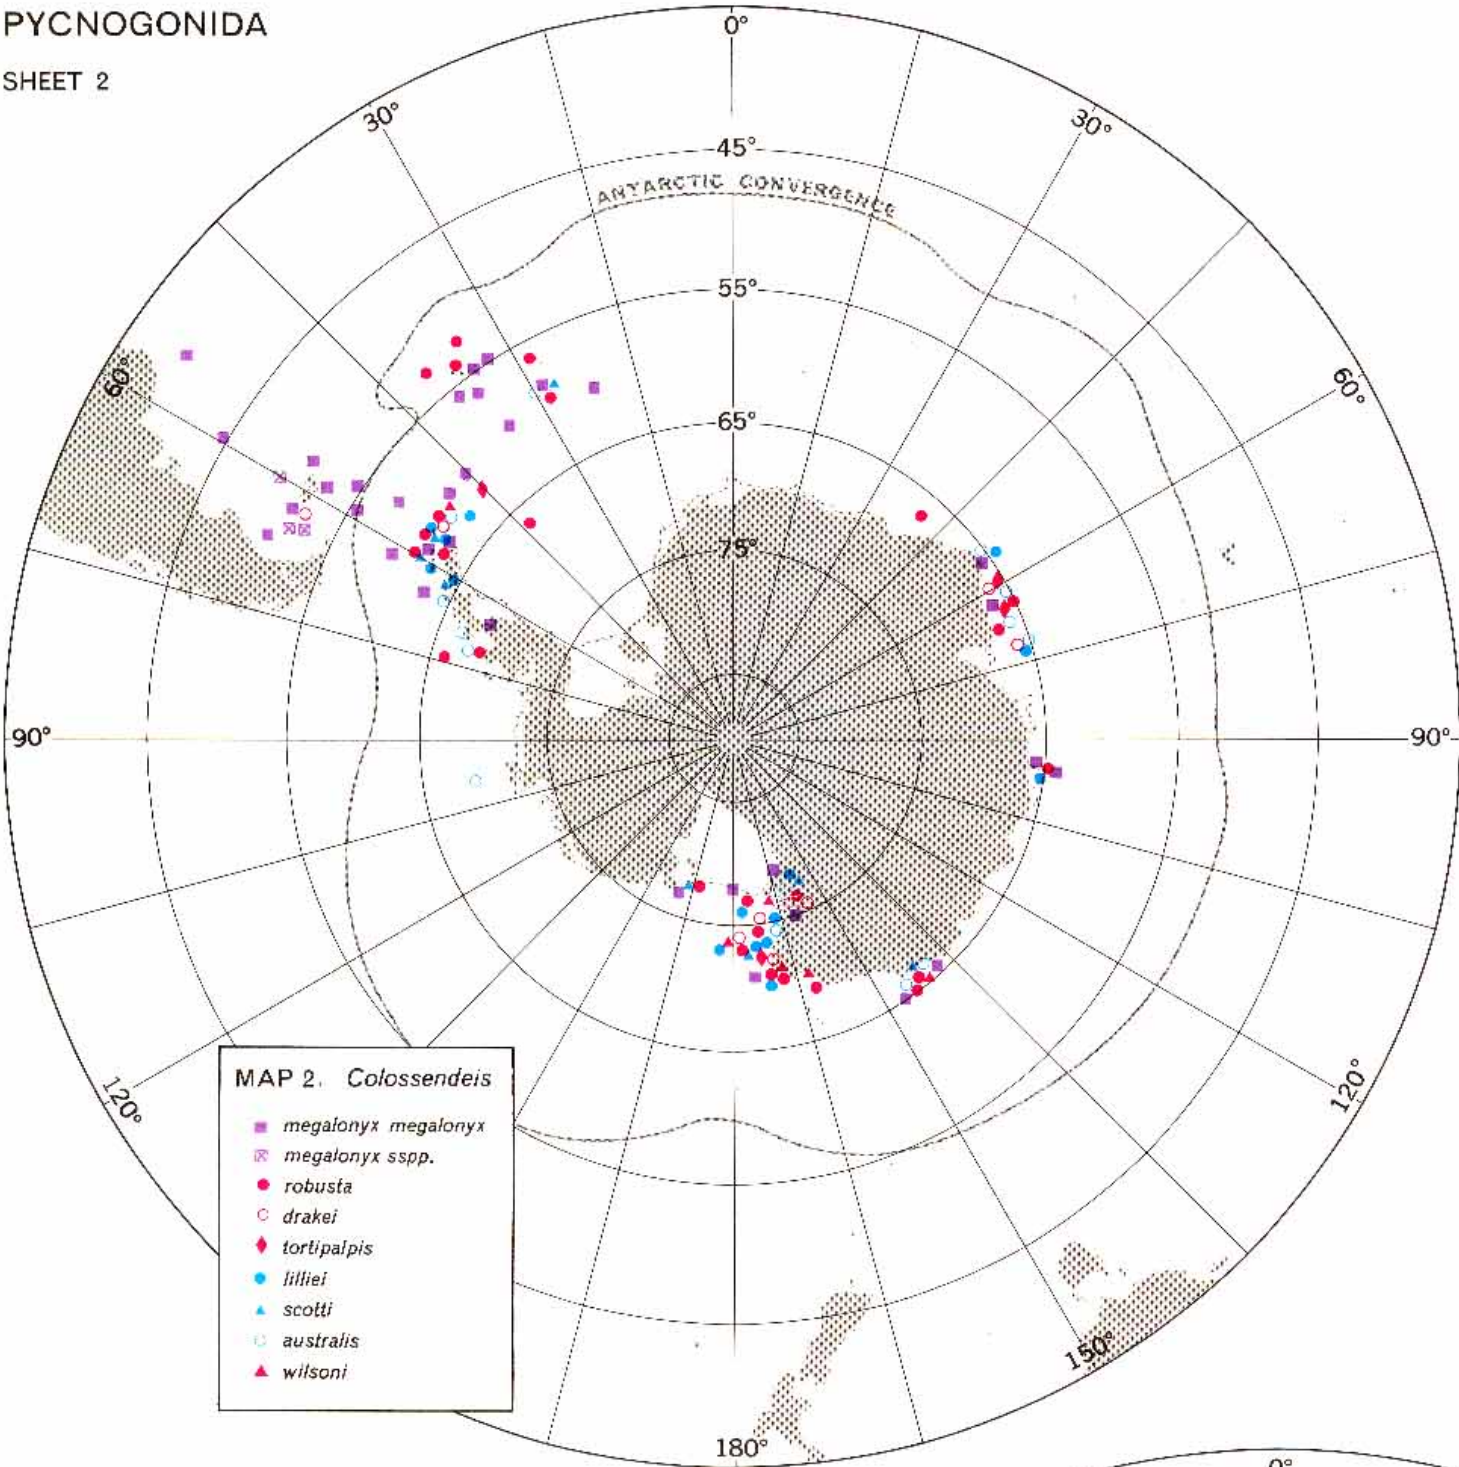 PYCNOGONIDA
SHEET 2
0°
30°
30°
45°
ANTARCTIC CONVERGENCE
55°
60°
60°
65°
75°
90°
90°
120°
120°
150°
180°
MAP 2. Colossendeis
megalonyx megalonyx
megalonyx sspp.
robusta
drakei
tortipalpis
lilliei
scotti
australis
wilsoni
0°